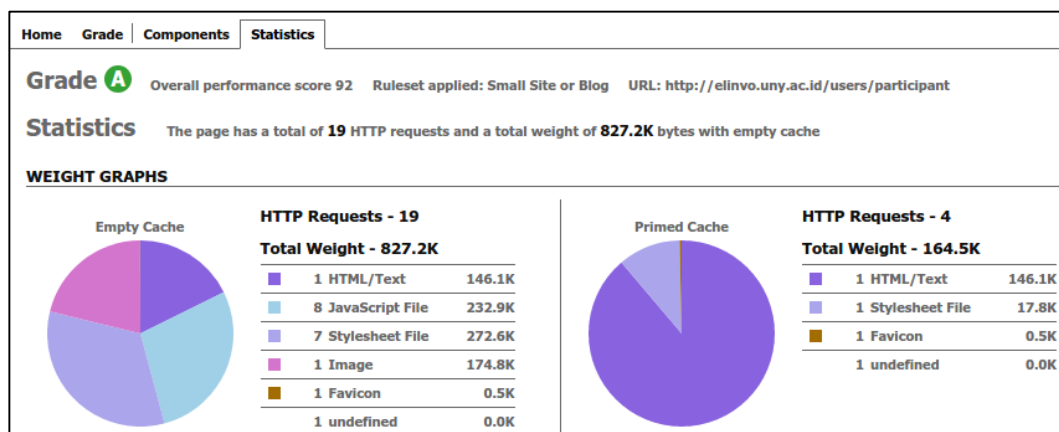 Home Grade Components Statistics
Grade A Overall performance score 92 Ruleset applied: Small Site or Blog URL: http://elinvo.uny.ac.id/users/participant
Statistics The page has a total of 19 HTTP requests and a total weight of 827.2K bytes with empty cache
WEIGHT GRAPHS
Empty Cache
HTTP Requests - 19
Total Weight - 827.2K
1 HTML/Text 146.1K
8 JavaScript File 232.9K
7 Stylesheet File 272.6K
1 Image 174.8K
1 Favicon 0.5K
1 undefined 0.0K
Primed Cache
HTTP Requests - 4
Total Weight - 164.5K
1 HTML/Text 146.1K
1 Stylesheet File 17.8K
1 Favicon 0.5K
1 undefined 0.0K